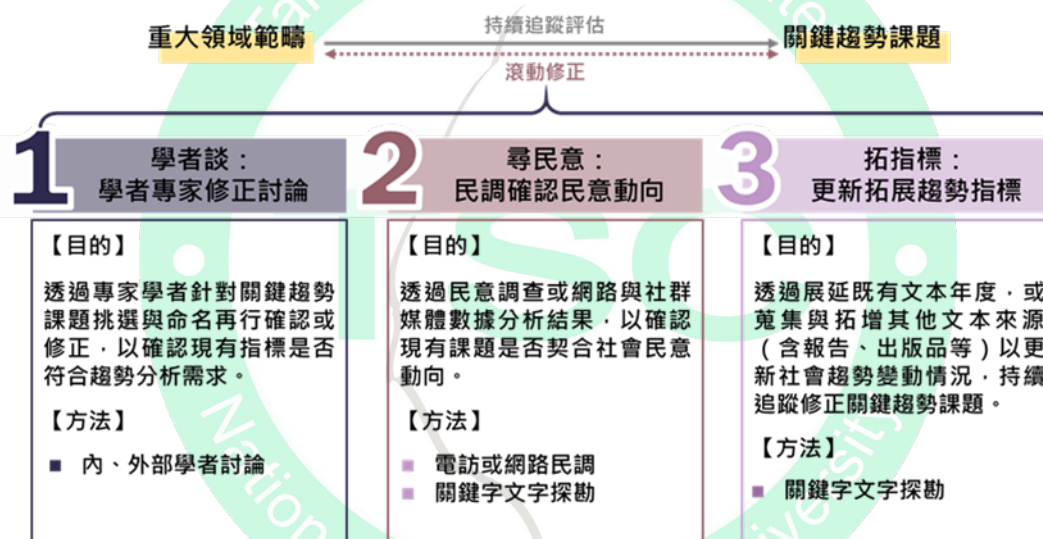 重大領域範疇
持續追蹤評估
關鍵趨勢課題
滾動修正
1
學者談：
學者專家修正討論
【目的】
透過專家學者針對關鍵趨勢
課題挑選與命名再行確認或
修正，以確認現有指標是否
符合趨勢分析需求。
【方法】
■ 內、外部學者討論
2
尋民意：
民調確認民意動向
【目的】
透過民意調查或網路與社群
媒體數據分析結果，以確認
現有課題是否契合社會民意
動向。
【方法】
■ 電訪或網路民調
■ 關鍵字文字探勘
3
拓指標：
更新拓展趨勢指標
【目的】
透過展延既有文本年度，或
蒐集與拓增其他文本來源
（含報告、出版品等）以更
新社會趨勢變動情況，持續
追蹤修正關鍵趨勢課題。
【方法】
■ 關鍵字文字探勘